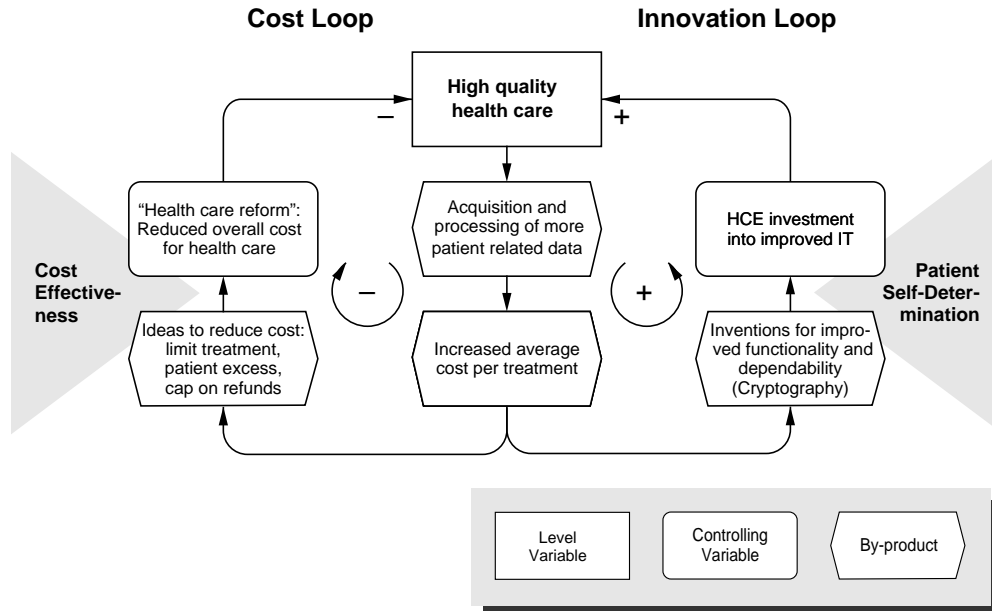 Cost Loop
Innovation Loop
High quality
health care
–
+
“Health care reform”:
Reduced overall cost
for health care
Acquisition and
processing of more
patient related data
HCE investment
into improved IT
Cost
Effective-
ness
–
+
Patient
Self-Deter-
mination
Ideas to reduce cost:
limit treatment,
patient excess,
cap on refunds
Increased average
cost per treatment
Inventions for impro-
ved functionality and
dependability
(Cryptography)
Level
Variable
Controlling
Variable
By-product